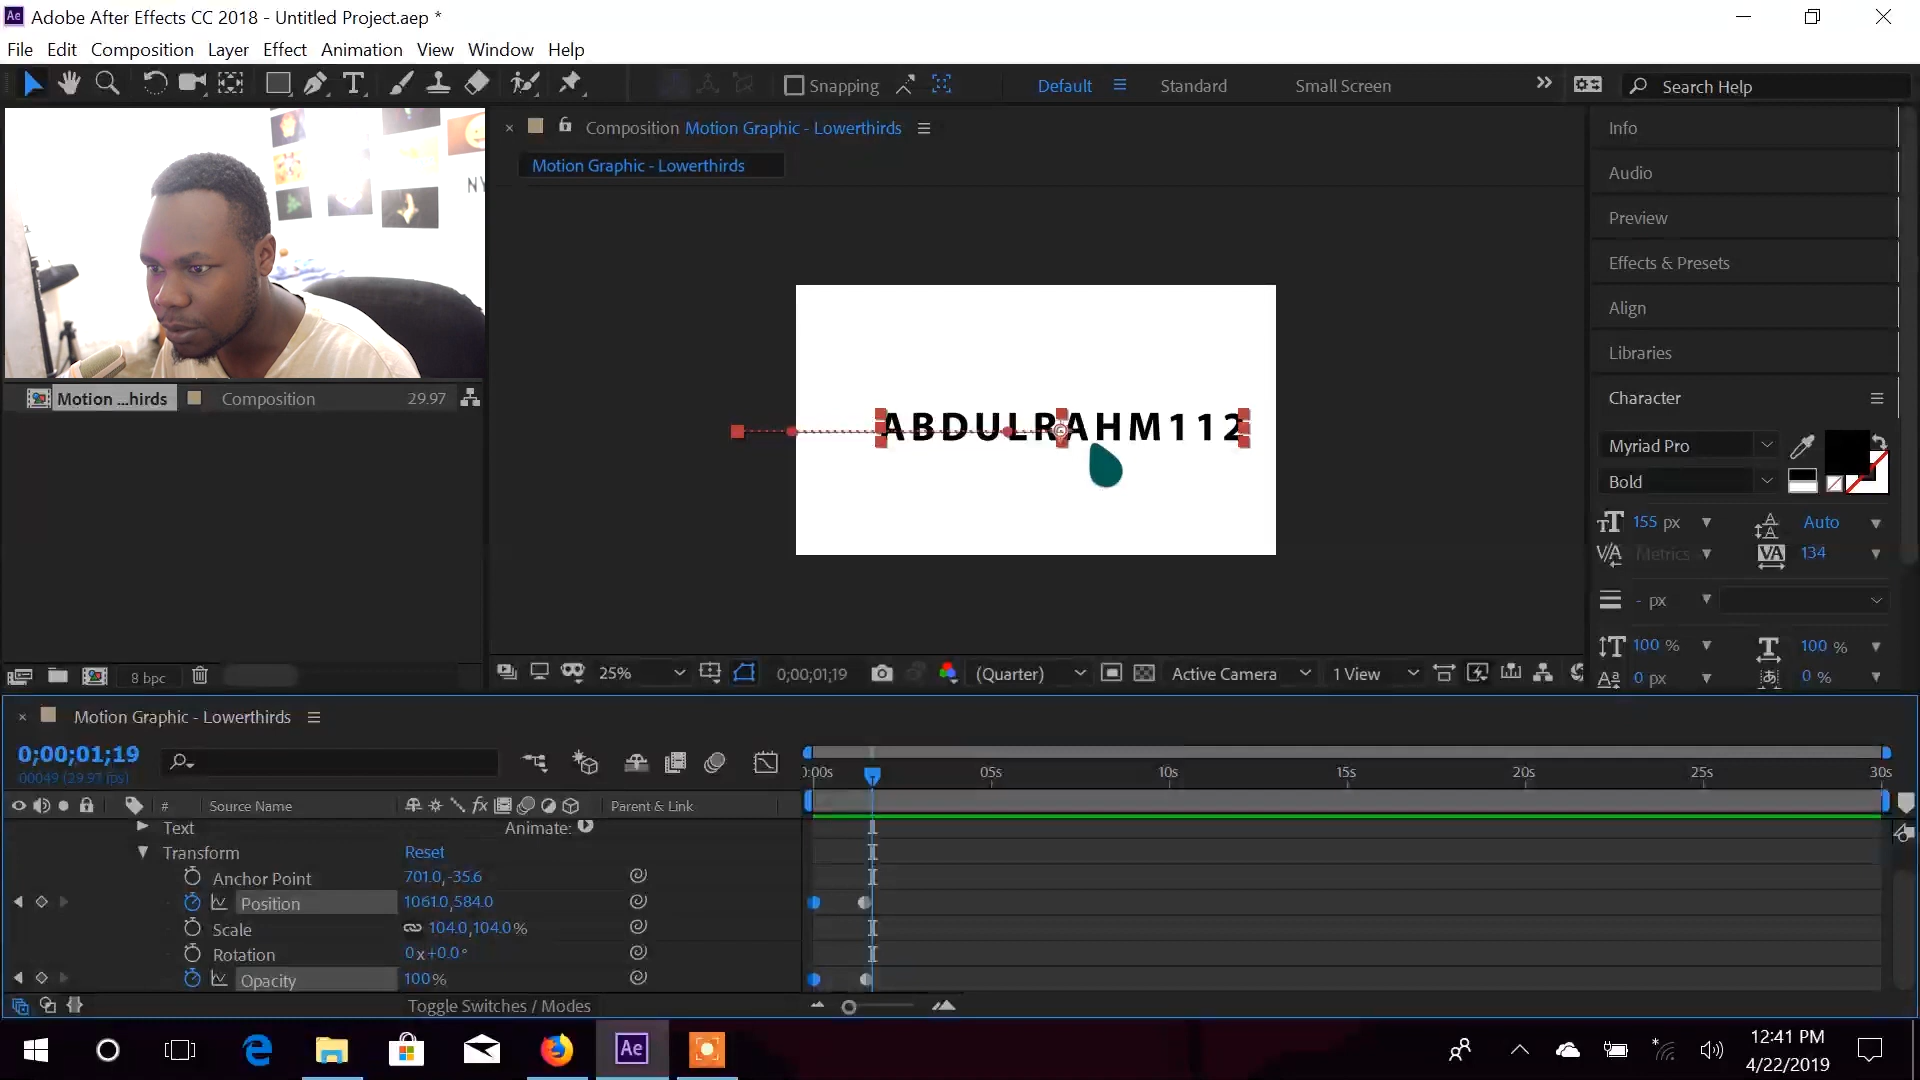 Ae Adobe After Effects CC 2018 - Untitled Project.aep *
File Edit Composition Layer Effect Animation View Window Help
T Snapping Default Standard Small Screen Search Help
Composition Motion Graphic - Lowerthirds
Motion Graphic - Lowerthirds
Info
Audio
Preview
Effects & Presets
Align
Libraries
NY
Motion ...hirds Composition 29.97
Character
ABDULRAHM112
Myriad Pro
Bold
155 px Auto
Metrics 134
- px
100 % 100 %
0 px 0 %
8 bpc
25% 0;00;01;19 (Quarter) Active Camera 1 View
Motion Graphic - Lowerthirds
0;00;01;19
00049 (29.97 fps)
0:00s 05s 10s 15s 20s 25s 30s
# Source Name fx Parent & Link
Text Animate:
Transform Reset
Anchor Point 701.0,-35.6
Position 1061.0,584.0
Scale 104.0,104.0%
Rotation 0x+0.0°
Opacity 100%
Toggle Switches / Modes
Ae
12:41 PM
4/22/2019